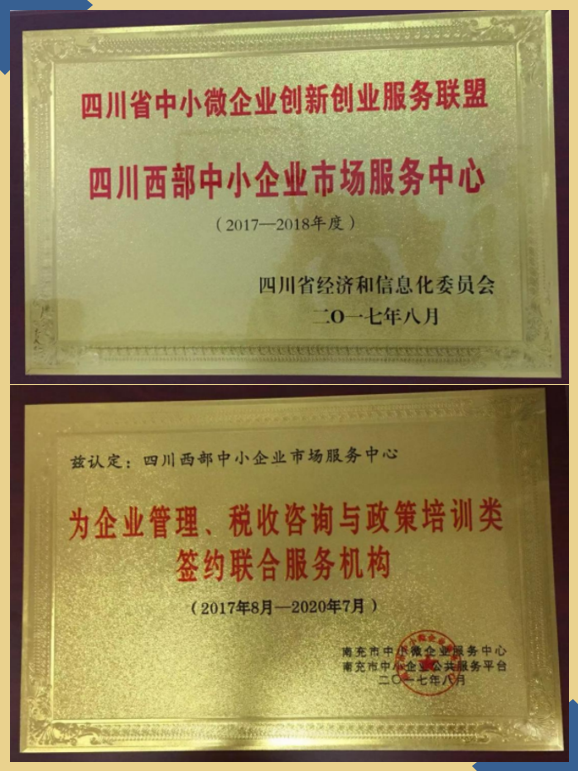 四川省中小微企业创新创业服务联盟
四川西部中小企业市场服务中心
（2017—2018年度）
四川省经济和信息化委员会
二〇一七年八月
兹认定：四川西部中小企业市场服务中心
为企业管理、税收咨询与政策培训类
签约联合服务机构
（2017年8月—2020年7月）
南充市中小微企业服务中心
南充市中小企业公共服务平台
二〇一七年八月